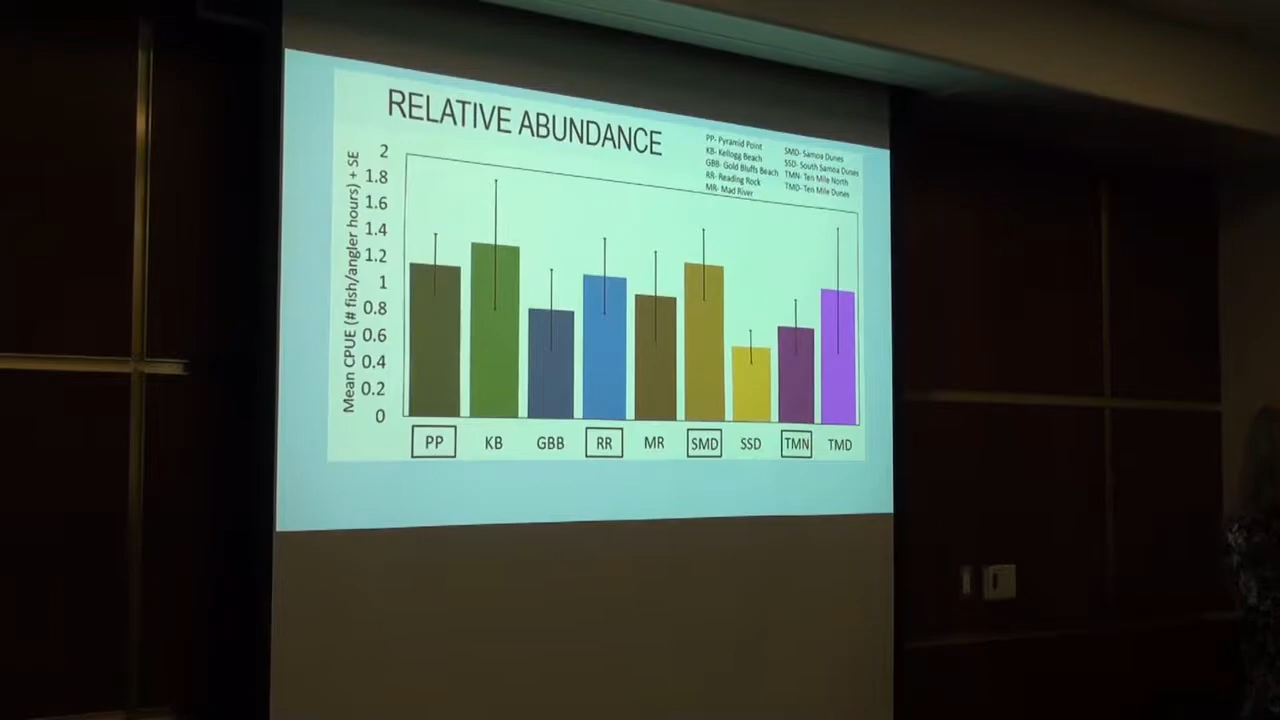 RELATIVE ABUNDANCE
PP- Pyramid Point
KB- Kellogg Beach
GBB- Gold Bluffs Beach
RR- Reading Rock
MR- Mad River
SMD- Samoa Dunes
SSD- South Samoa Dunes
TMN- Ten Mile North
TMD- Ten Mile Dunes
Mean CPUE (# fish/angler hours) + SE
2
1.8
1.6
1.4
1.2
1
0.8
0.6
0.4
0.2
0
PP KB GBB RR MR SMD SSD TMN TMD